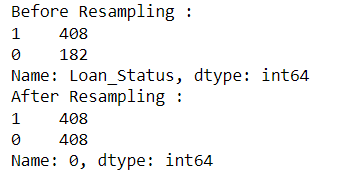 Before Resampling :
1    408
0    182
Name: Loan_Status, dtype: int64
After Resampling :
1    408
0    408
Name: 0, dtype: int64